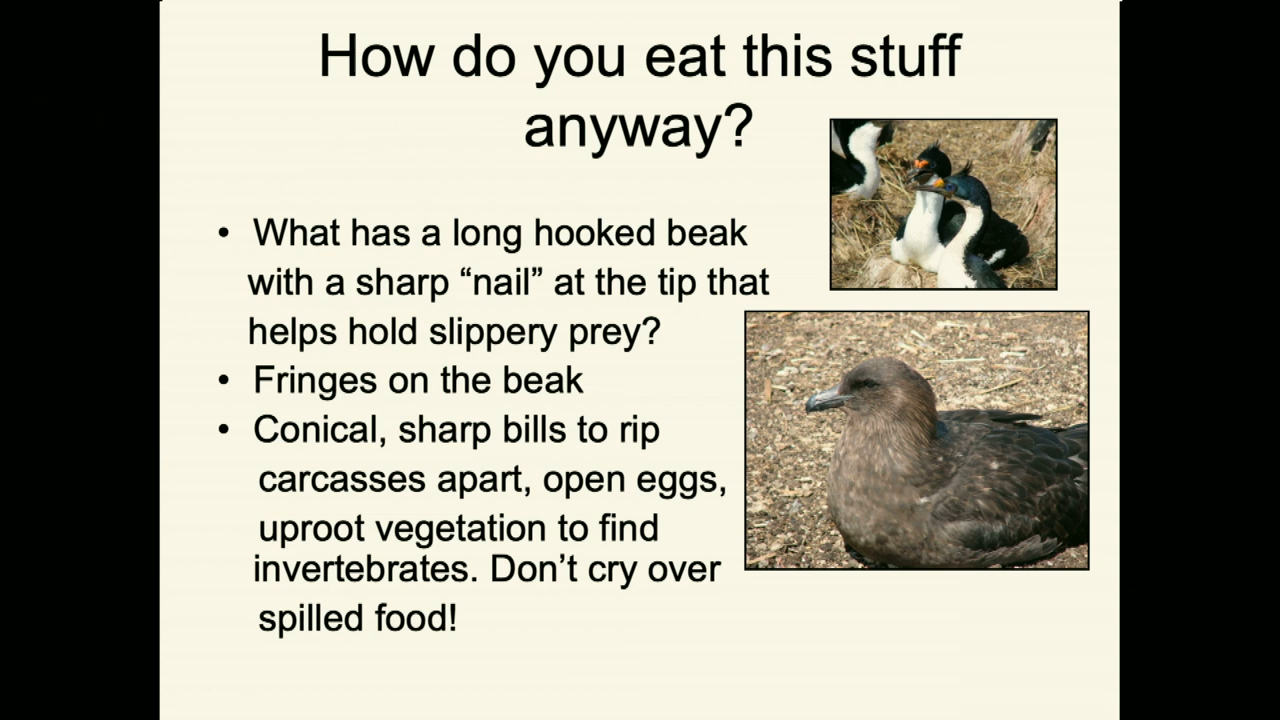 How do you eat this stuff
anyway?
• What has a long hooked beak
with a sharp “nail” at the tip that
helps hold slippery prey?
• Fringes on the beak
• Conical, sharp bills to rip
carcasses apart, open eggs,
uproot vegetation to find
invertebrates. Don’t cry over
spilled food!